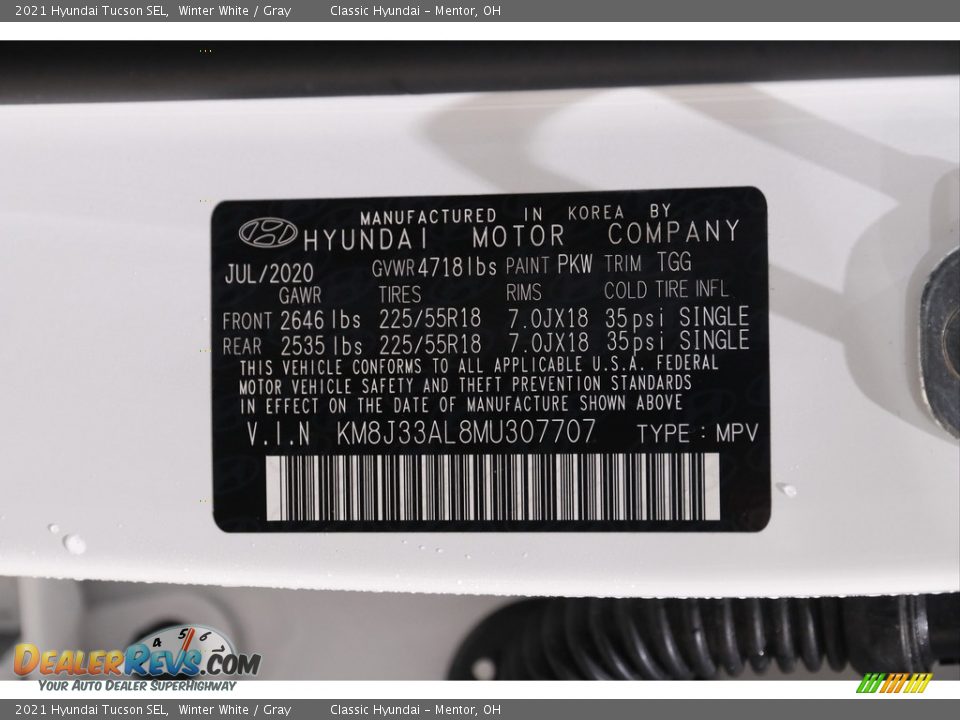 2021 Hyundai Tucson SEL, Winter White / Gray Classic Hyundai - Mentor, OH
MANUFACTURED IN KOREA BY
HYUNDAI MOTOR COMPANY
JUL/2020 GVWR 4718lbs PAINT PKW TRIM TGG
GAWR TIRES RIMS COLD TIRE INFL
FRONT 2646 lbs 225/55R18 7.0JX18 35psi SINGLE
REAR 2535 lbs 225/55R18 7.0JX18 35psi SINGLE
THIS VEHICLE CONFORMS TO ALL APPLICABLE U.S.A. FEDERAL
MOTOR VEHICLE SAFETY AND THEFT PREVENTION STANDARDS
IN EFFECT ON THE DATE OF MANUFACTURE SHOWN ABOVE
V.I.N KM8J33AL8MU307707 TYPE : MPV
4 5 6
DEALERREVS.COM
YOUR AUTO DEALER SUPERHIGHWAY
2021 Hyundai Tucson SEL, Winter White / Gray Classic Hyundai - Mentor, OH